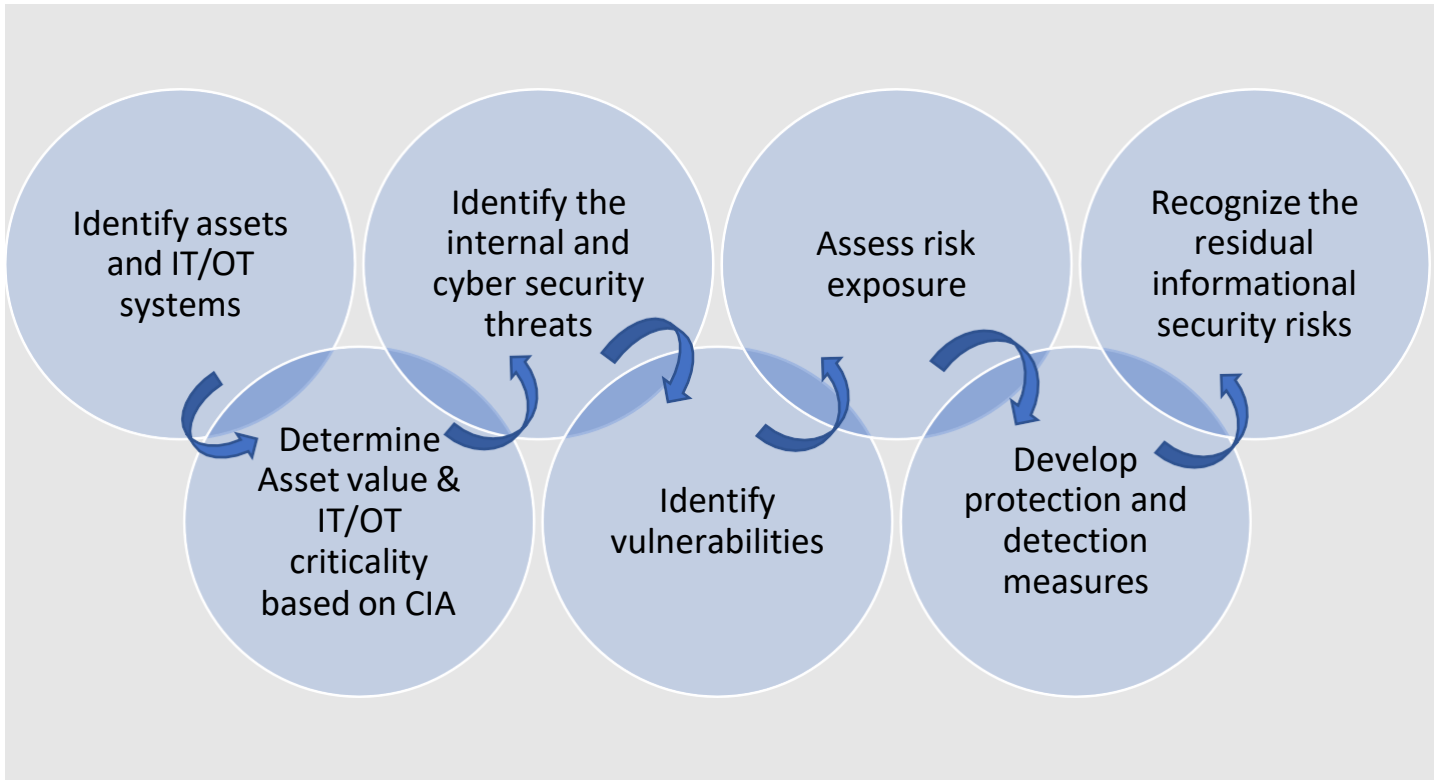 Identify assets
and IT/OT
systems
Determine
Asset value &
IT/OT
criticality
based on CIA
Identify the
internal and
cyber security
threats
Identify
vulnerabilities
Assess risk
exposure
Develop
protection and
detection
measures
Recognize the
residual
informational
security risks